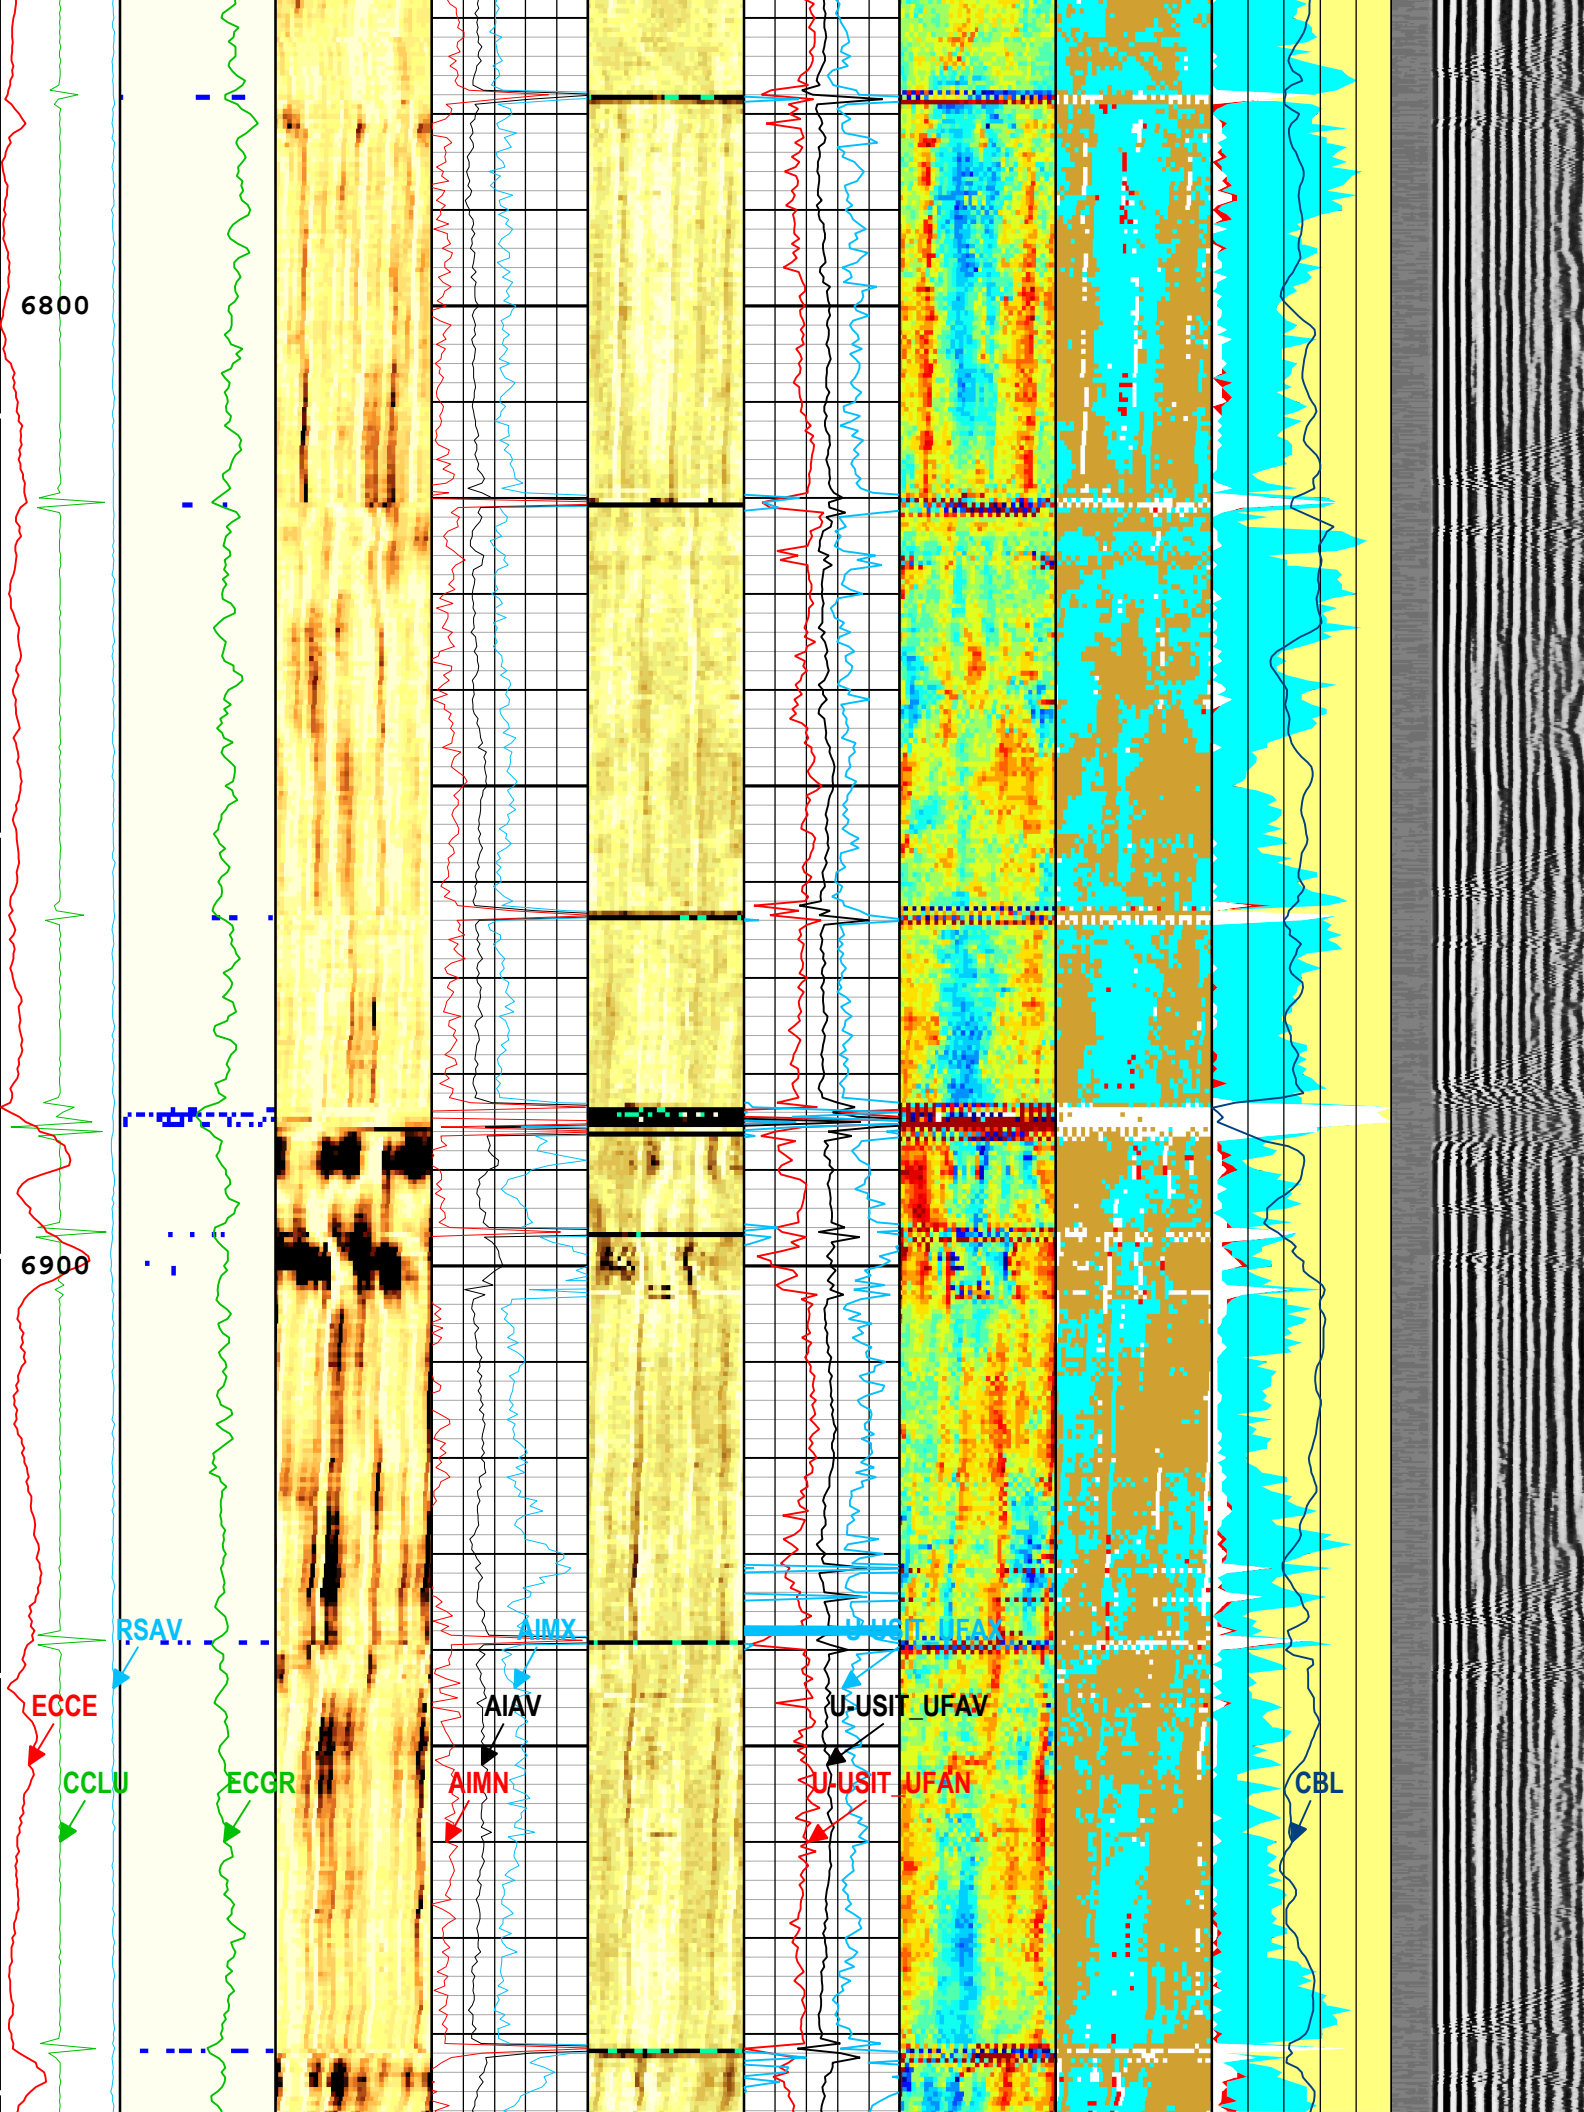 6800
6900
RSAV
AIMX
U-USIT_UFAX
ECCE
AIAV
U-USIT_UFAV
CCLU
ECGR
AIMN
U-USIT_UFAN
CBL